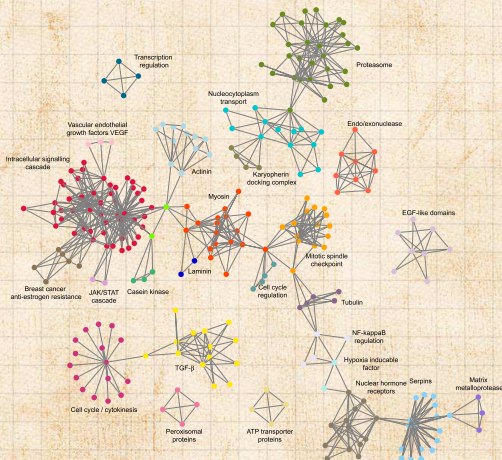 Transcription
regulation
Proteasome
Nucleocytoplasm
transport
Vascular endothelial
growth factors VEGF
Endo/exonuclease
Intracellular signalling
cascade
Actinin
Karyopherin
docking complex
Myosin
EGF-like domains
Mitotic spindle
checkpoint
Laminin
Breast cancer
anti-estrogen resistance
JAK/STAT
cascade
Casein kinase
Cell cycle
regulation
Tubulin
NF-kappaB
regulation
TGF-β
Hypoxia inducable
factor
Nuclear hormone
receptors
Serpins
Matrix
metalloprotease
Cell cycle / cytokinesis
Peroxisomal
proteins
ATP transporter
proteins